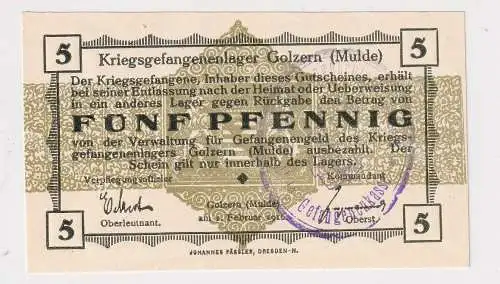 5 5
Kriegsgefangenenlager Golzern (Mulde)
Der Kriegsgefangene, Inhaber dieses Gutscheines, erhält
bei seiner Entlassung nach der Heimat oder Ueberweisung
in ein anderes Lager gegen Rückgabe den Betrag von
FÜNF PFENNIG
von der Verwaltung für Gefangenengeld des Kriegs-
gefangenenlagers Golzern (Mulde) ausbezahlt. Der
Schein gilt nur innerhalb des Lagers.
Verpflegungsoffizier Kommandant
Golzern (Mulde)
am 1. Februar
Oberleutnant. Oberst.
5 5
JOHANNES PÄSSLER, DRESDEN-N.